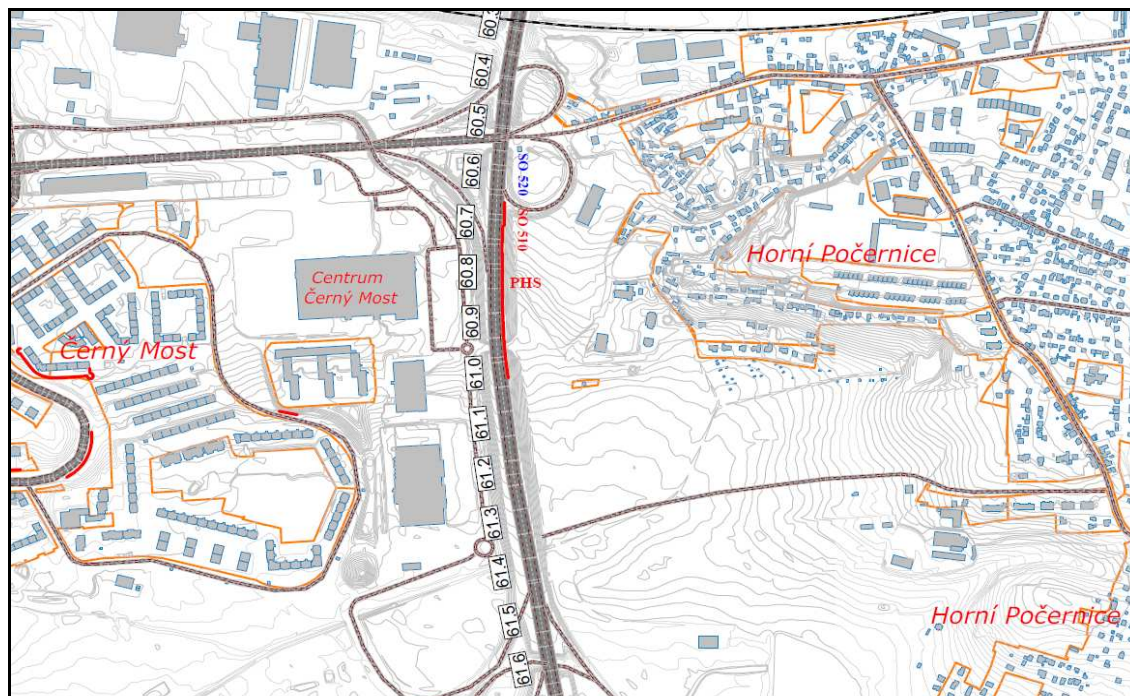 60.3
60.4
60.5
60.6
SO 520
60.7
SO 510
60.8
Horní Počernice
Centrum
Černý Most
PHS
60.9
Černý Most
61.0
61.1
61.2
61.3
61.4
61.5
Horní Počernice
61.6